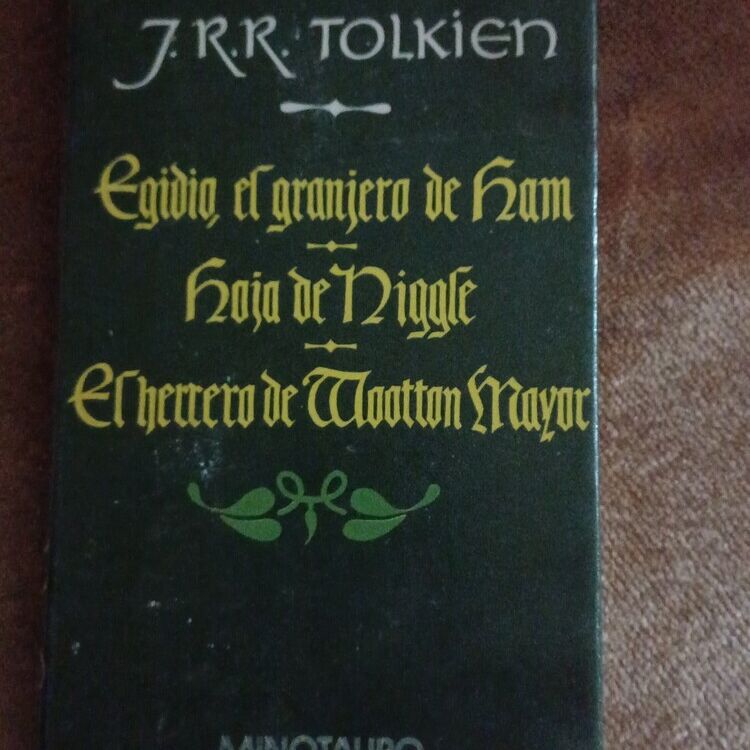 J.R.R. TOLKIEN
Egidio, el granjero de Ham
Hoja de Niggle
El herrero de Wootton Mayor
MINOTAURO